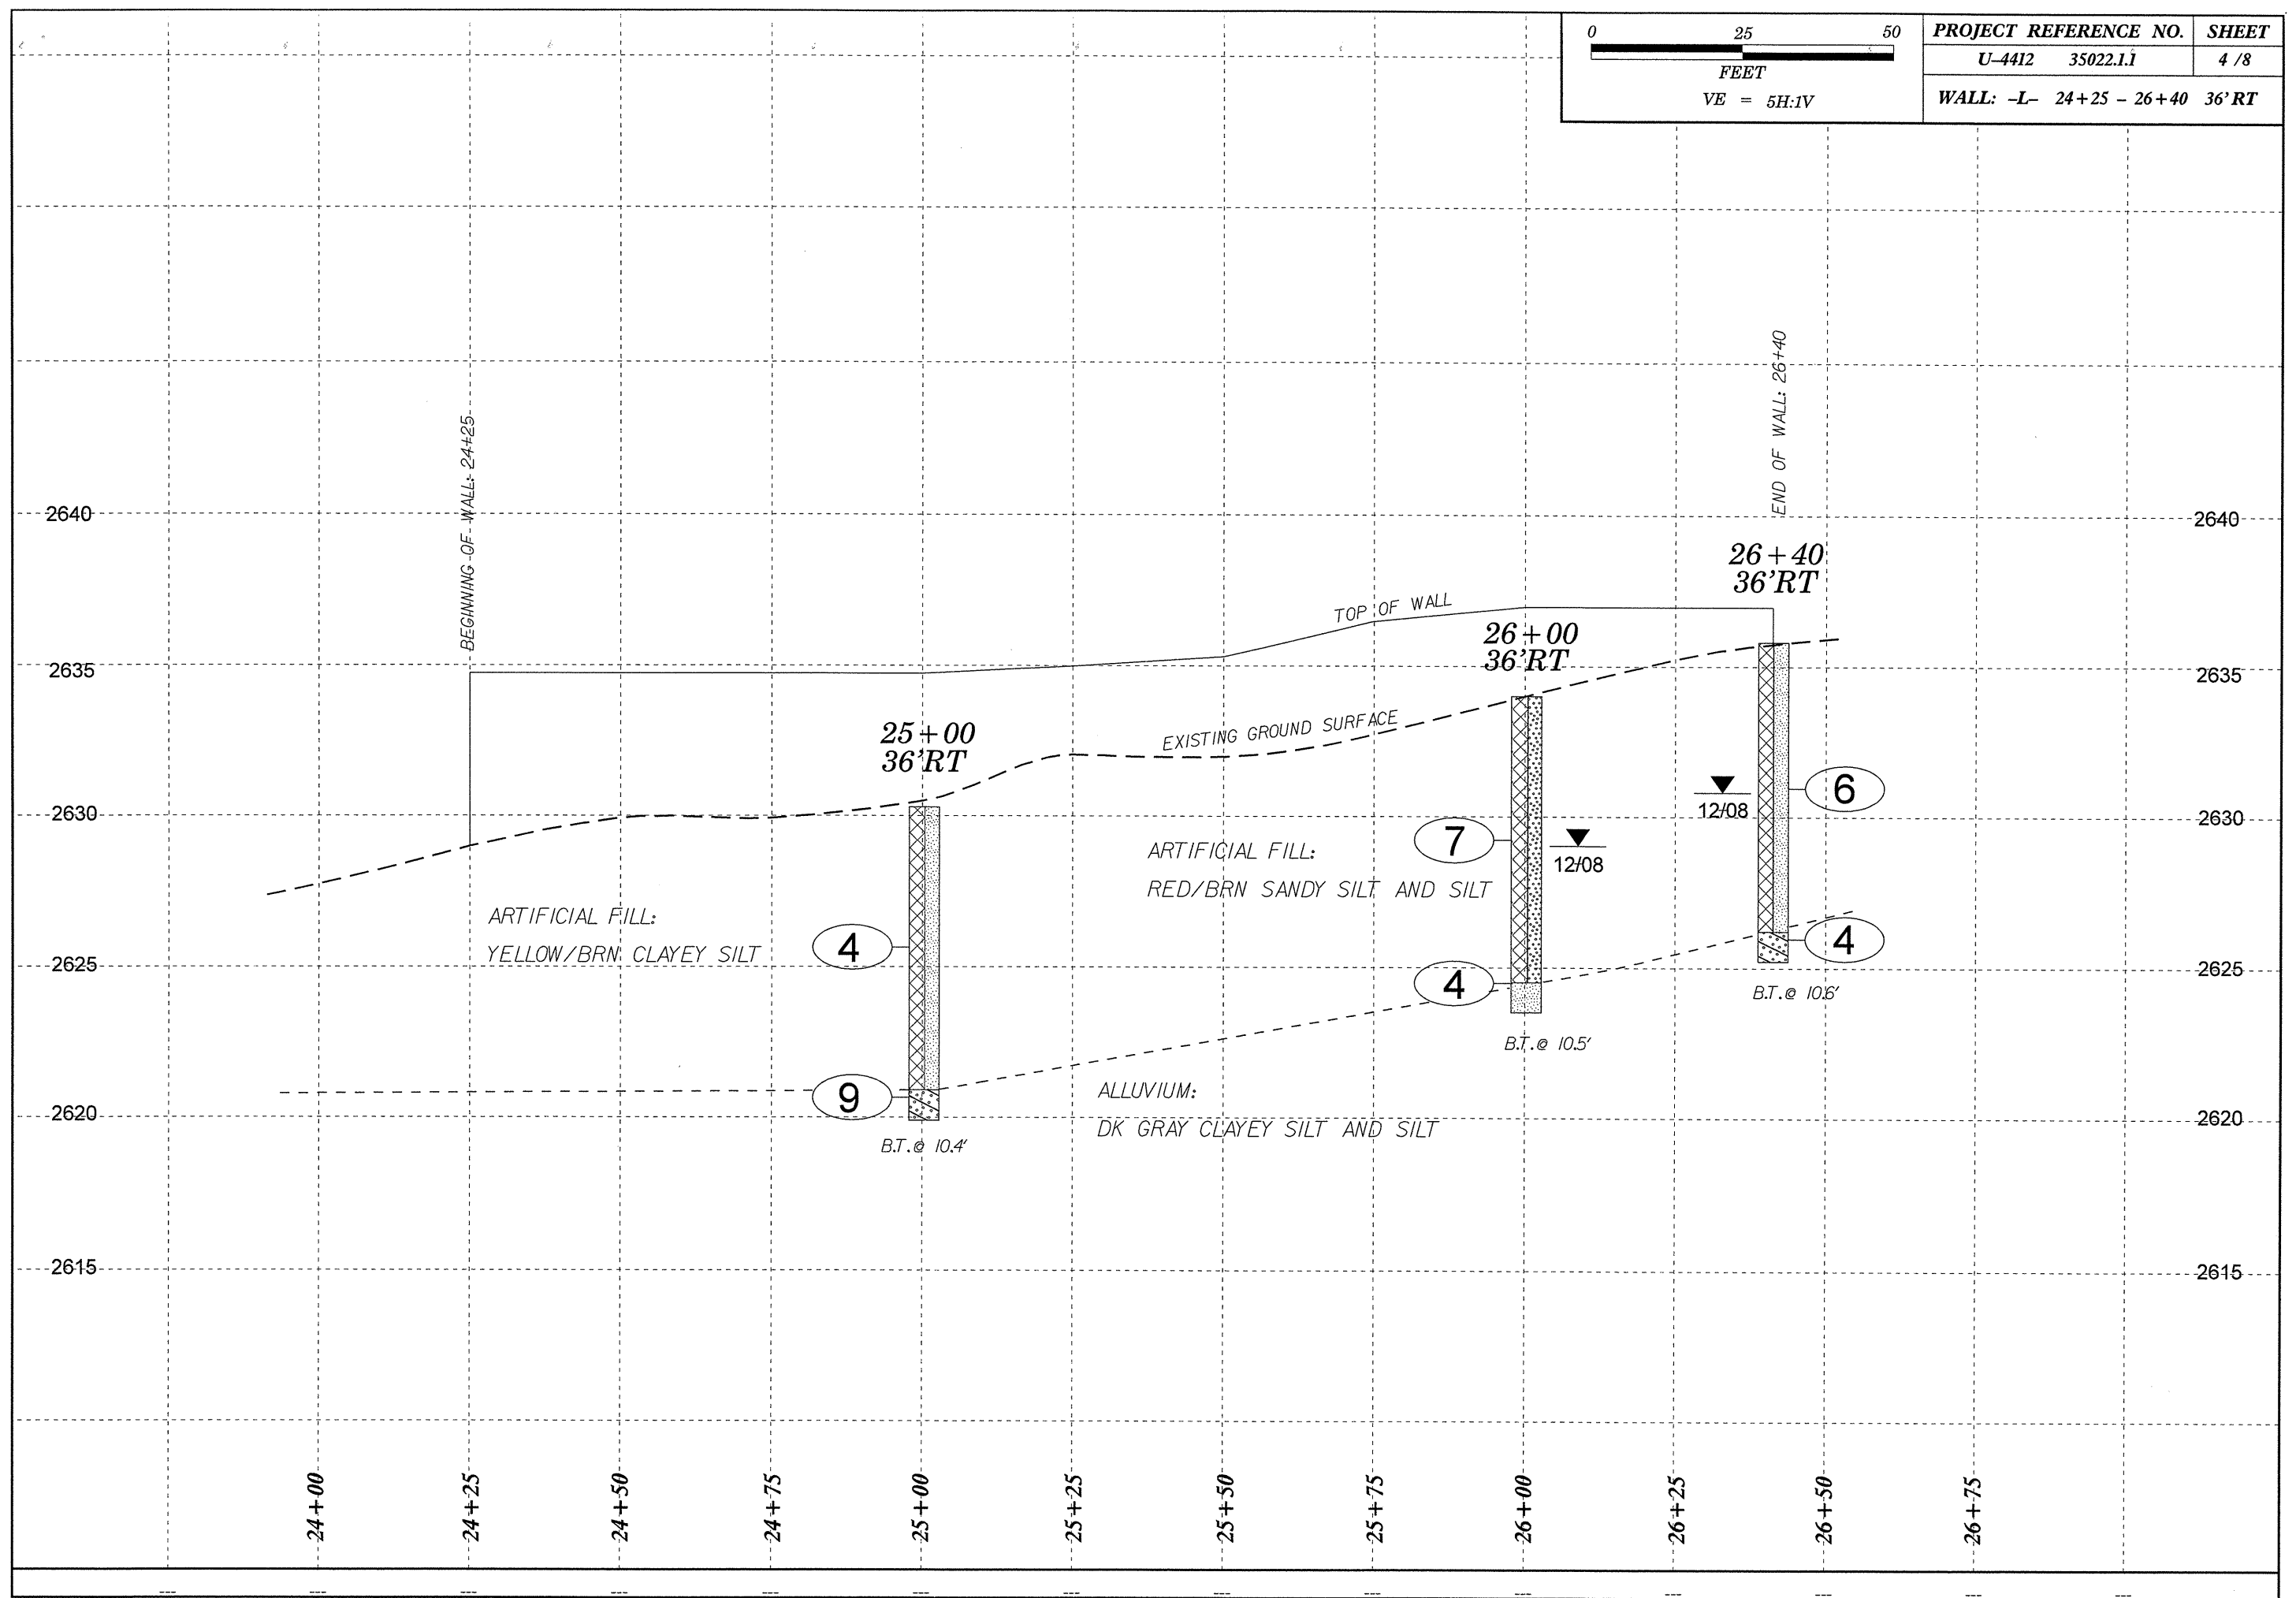 0 25 50
FEET
VE = 5H:1V
PROJECT REFERENCE NO. SHEET
U-4412 35022.1.1 4 /8
WALL: -L- 24+25 - 26+40 36'RT
BEGINNING OF WALL: 24+25
END OF WALL: 26+40
2640 2640
26+40
36'RT
TOP OF WALL
26+00
36'RT
2635 2635
EXISTING GROUND SURFACE
25+00
36'RT
6
12/08
2630 2630
7
12/08
ARTIFICIAL FILL:
RED/BRN SANDY SILT AND SILT
ARTIFICIAL FILL:
YELLOW/BRN CLAYEY SILT
4
4
2625 2625
4
B.T.@ 10.6'
B.T.@ 10.5'
9
ALLUVIUM:
DK GRAY CLAYEY SILT AND SILT
2620 2620
B.T.@ 10.4'
2615 2615
24+00
24+25
24+50
24+75
25+00
25+25
25+50
25+75
26+00
26+25
26+50
26+75
--- --- --- --- --- --- --- --- --- --- --- --- --- ---